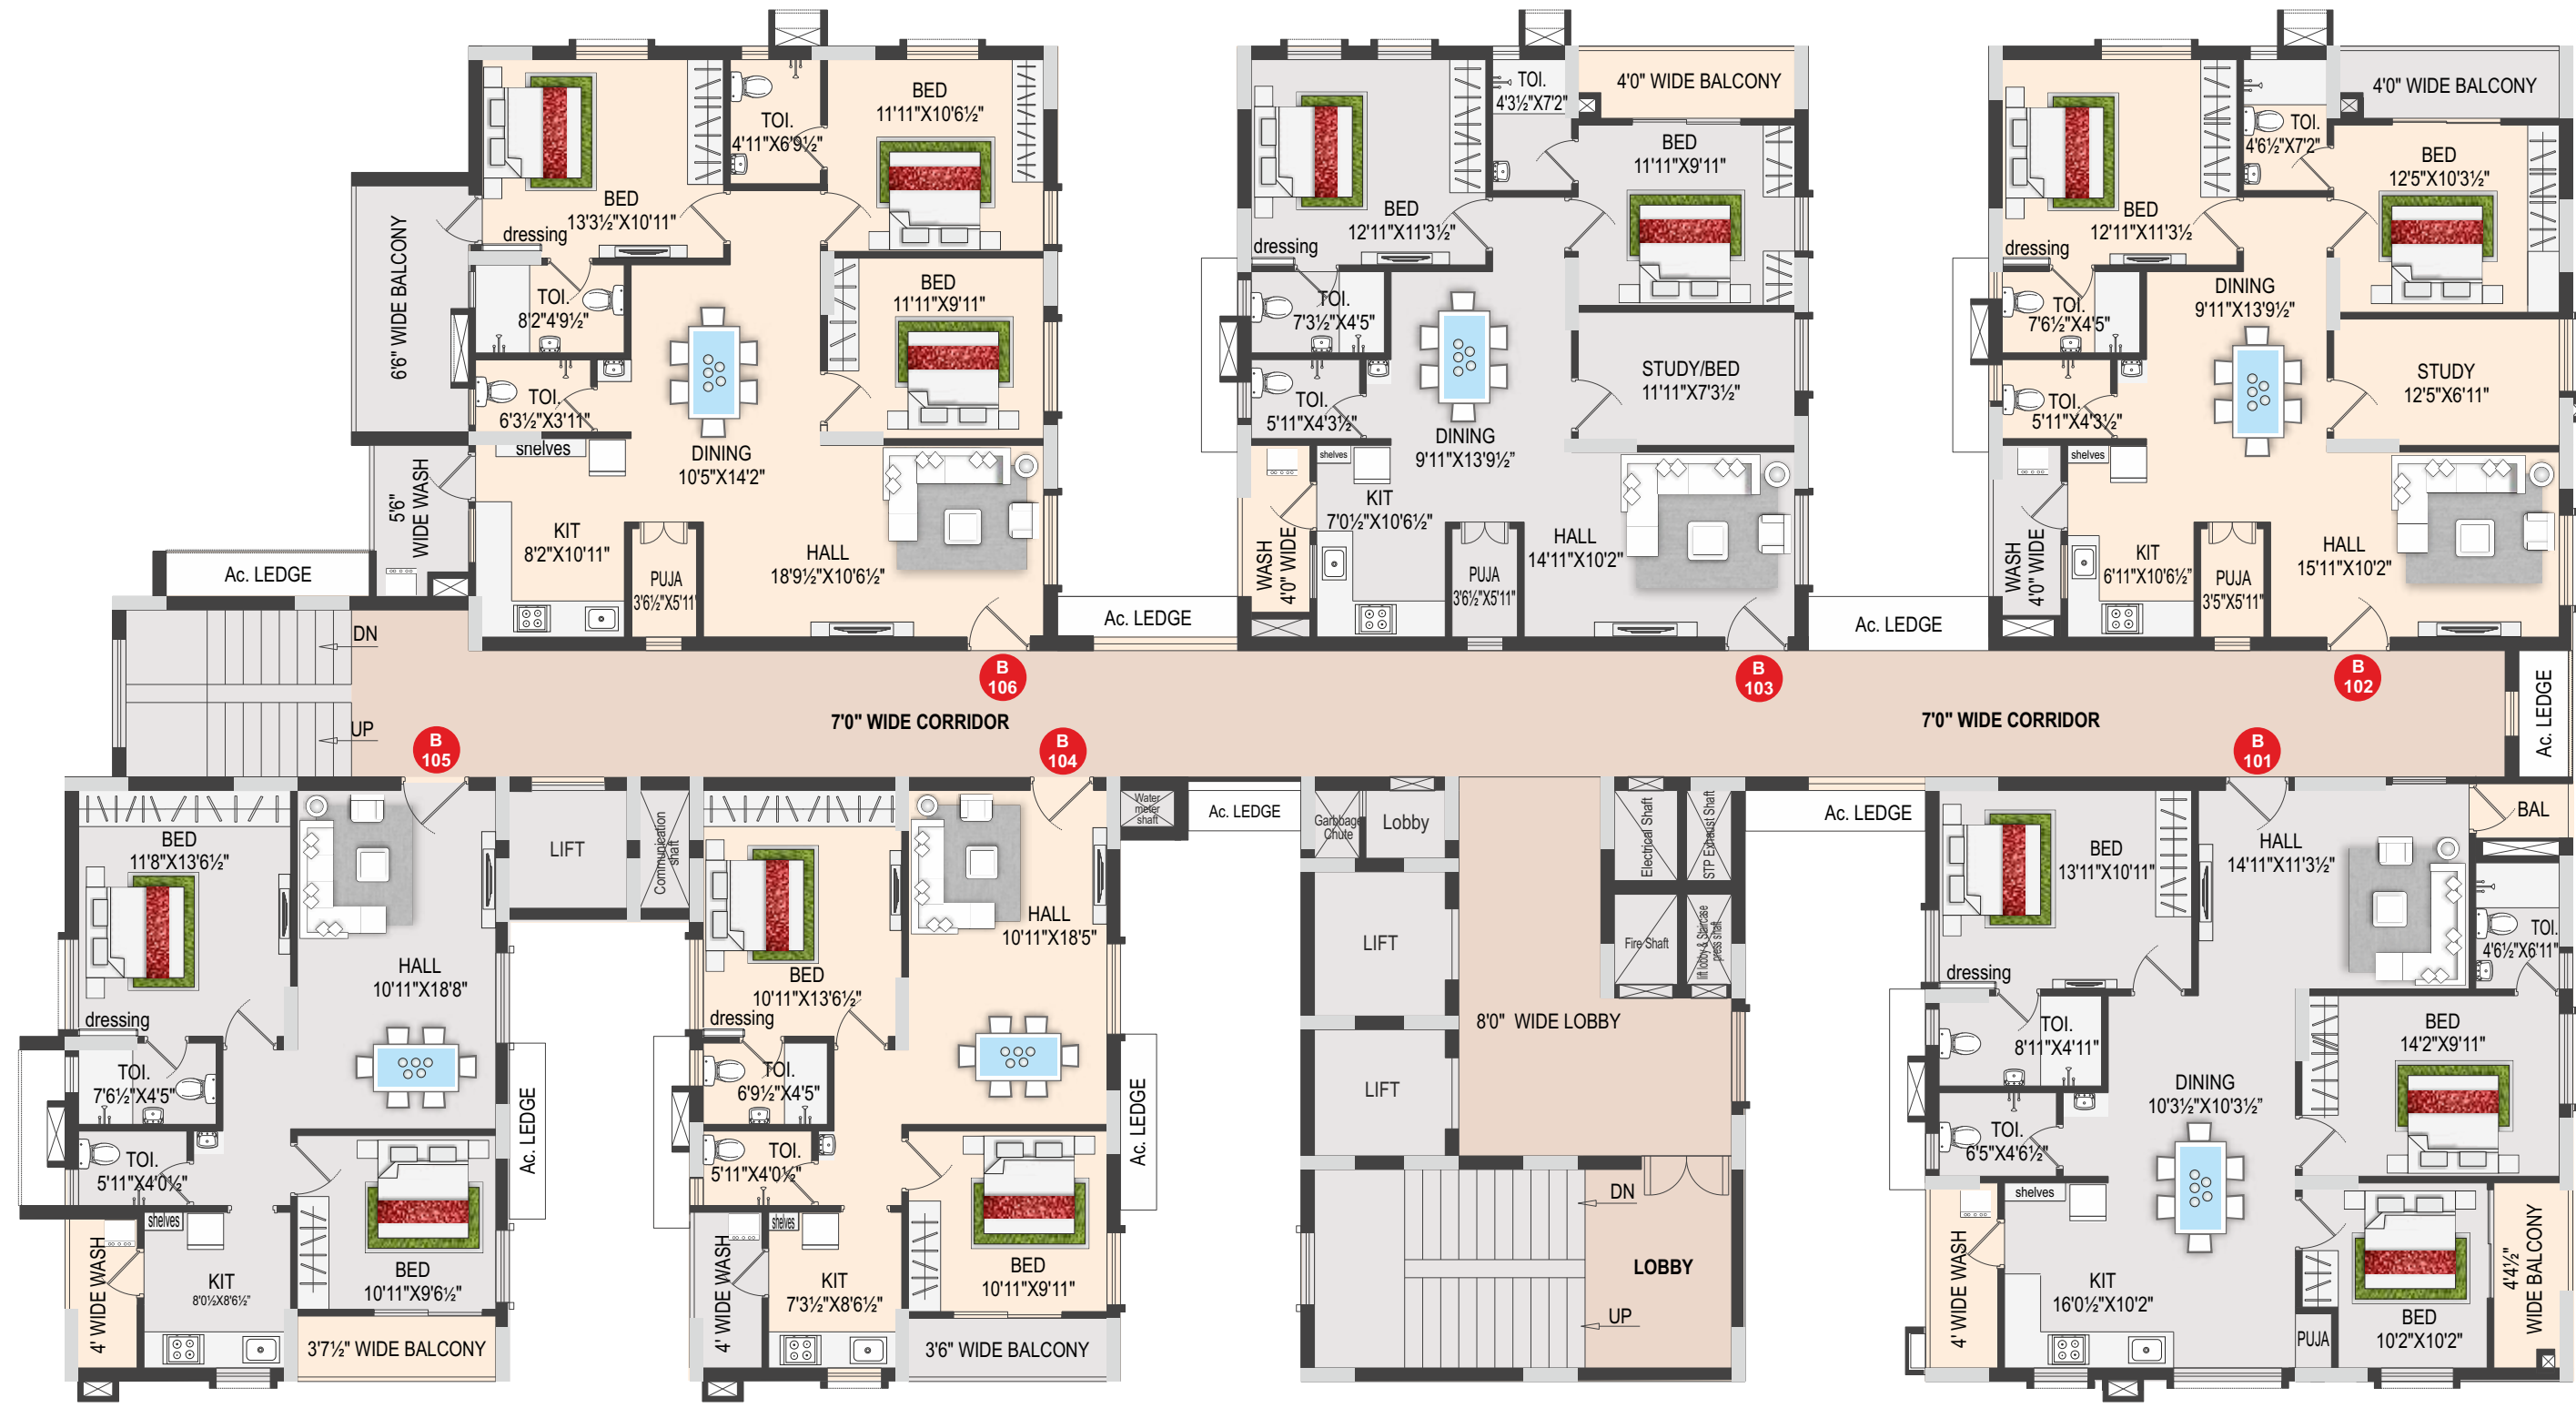 BED
11'11"X10'6½"
TOI.
4'11"X6'9½"
BED
13'3½"X10'11"
dressing
6'6" WIDE BALCONY
TOI.
8'2"4'9½"
BED
11'11"X9'11"
TOI.
6'3½"X3'11"
shelves
DINING
10'5"X14'2"
5'6"
WIDE WASH
KIT
8'2"X10'11"
PUJA
3'6½"X5'11"
HALL
18'9½"X10'6½"
Ac. LEDGE
Ac. LEDGE
TOI.
4'3½"X7'2"
4'0" WIDE BALCONY
BED
11'11"X9'11"
BED
12'11"X11'3½"
dressing
TOI.
7'3½"X4'5"
STUDY/BED
11'11"X7'3½"
TOI.
5'11"X4'3½"
DINING
9'11"X13'9½"
shelves
KIT
7'0½"X10'6½"
WASH
4'0" WIDE
PUJA
3'6½"X5'11"
HALL
14'11"X10'2"
Ac. LEDGE
4'0" WIDE BALCONY
TOI.
4'6½"X7'2"
BED
12'5"X10'3½"
BED
12'11"X11'3½
dressing
DINING
9'11"X13'9½"
TOI.
7'6½"X4'5"
STUDY
12'5"X6'11"
TOI.
5'11"X4'3½"
shelves
WASH
4'0" WIDE
KIT
6'11"X10'6½"
PUJA
3'5"X5'11"
HALL
15'11"X10'2"
DN
UP
B
106
B
103
B
102
7'0" WIDE CORRIDOR
7'0" WIDE CORRIDOR
Ac. LEDGE
B
105
B
104
B
101
BED
11'8"X13'6½"
HALL
10'11"X18'8"
dressing
TOI.
7'6½"X4'5"
TOI.
5'11"X4'0½"
shelves
4' WIDE WASH
KIT
8'0½X8'6½"
BED
10'11"X9'6½"
3'7½" WIDE BALCONY
LIFT
Communication
shaft
Ac. LEDGE
BED
10'11"X13'6½"
HALL
10'11"X18'5"
dressing
TOI.
6'9½"X4'5"
TOI.
5'11"X4'0½"
shelves
4' WIDE WASH
KIT
7'3½"X8'6½"
BED
10'11"X9'11"
3'6" WIDE BALCONY
Ac. LEDGE
Water
meter
shaft
Ac. LEDGE
Garbbage
Chute
Lobby
LIFT
LIFT
8'0" WIDE LOBBY
Electrical Shaft
STP Exhaust Shaft
Fire Shaft
lift lobby & Staircase
press shaft
DN
LOBBY
UP
Ac. LEDGE
BED
13'11"X10'11"
HALL
14'11"X11'3½"
BAL
TOI.
4'6½"X6'11"
dressing
TOI.
8'11"X4'11"
BED
14'2"X9'11"
DINING
10'3½"X10'3½"
TOI.
6'5"X4'6½"
shelves
4' WIDE WASH
KIT
16'0½"X10'2"
PUJA
BED
10'2"X10'2"
4'4½"
WIDE BALCONY